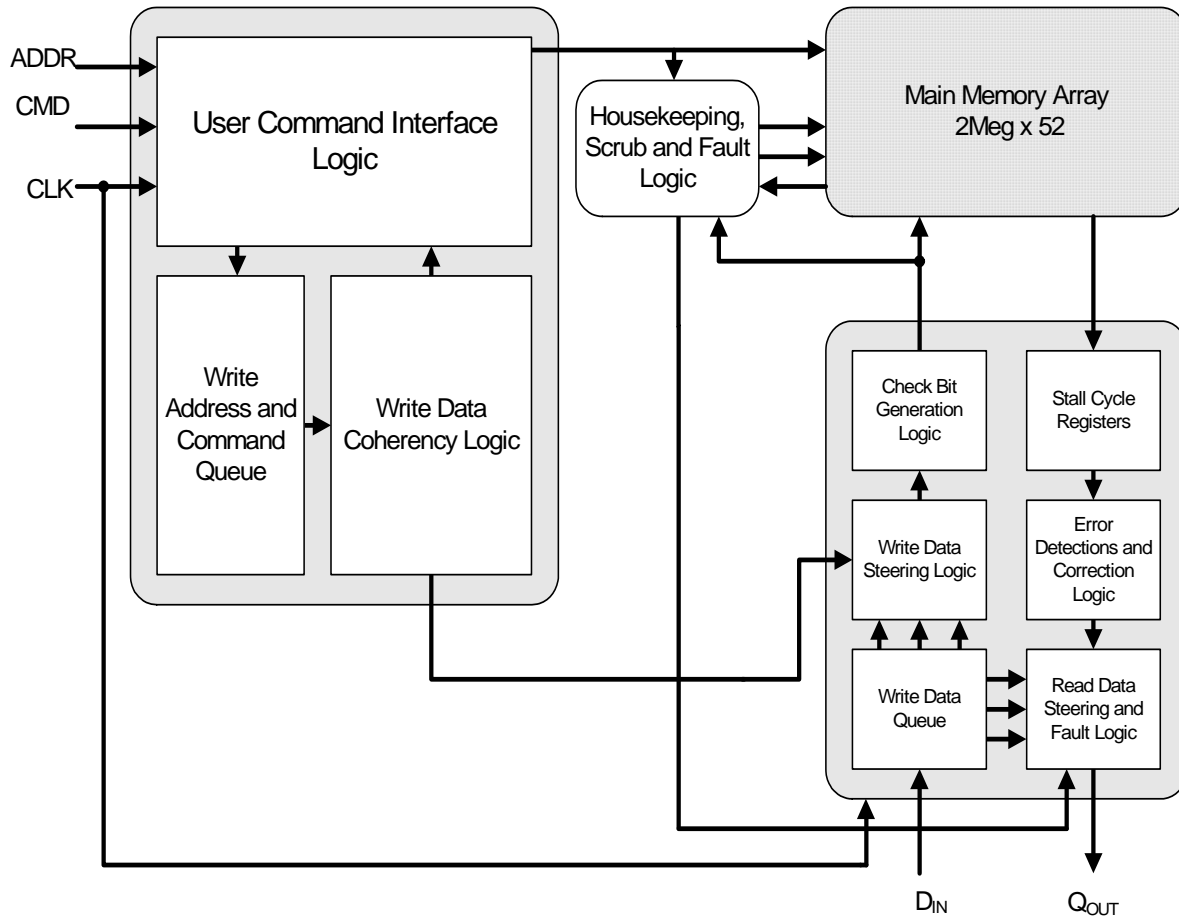 ADDR
CMD
CLK
User Command Interface
Logic
Housekeeping,
Scrub and Fault
Logic
Main Memory Array
2Meg x 52
Write
Address and
Command
Queue
Write Data
Coherency Logic
Check Bit
Generation
Logic
Stall Cycle
Registers
Write Data
Steering Logic
Error
Detections and
Correction
Logic
Write Data
Queue
Read Data
Steering and
Fault Logic
DIN
QOUT